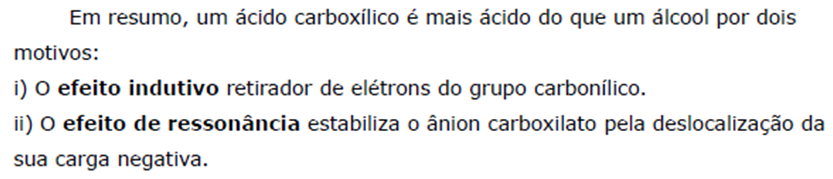 Em resumo, um ácido carboxílico é mais ácido do que um álcool por dois
motivos:
i) O efeito indutivo retirador de elétrons do grupo carbonílico.
ii) O efeito de ressonância estabiliza o ânion carboxilato pela deslocalização da
sua carga negativa.